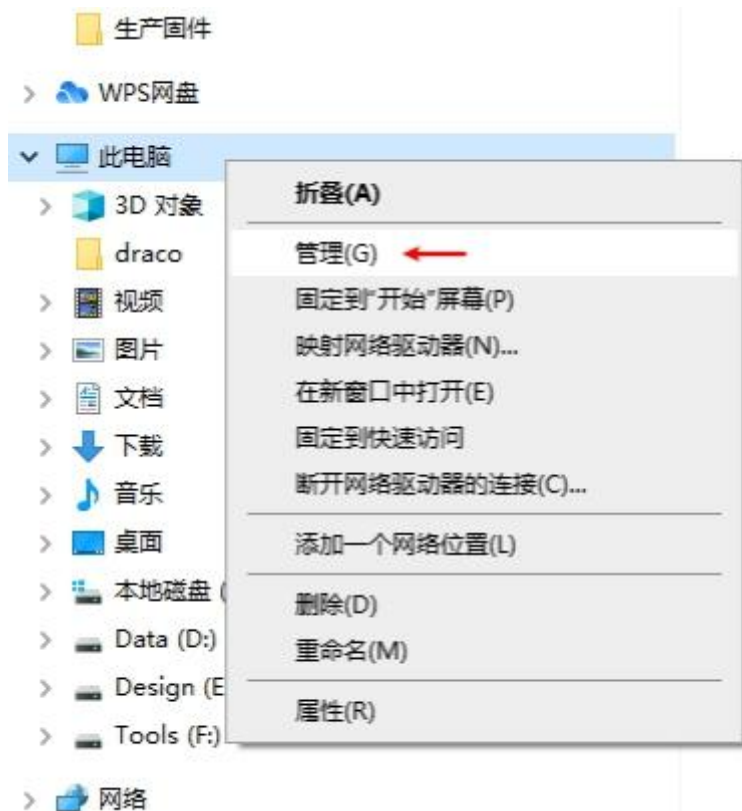 生产固件
WPS网盘
此电脑
3D 对象
draco
视频
图片
文档
下载
音乐
桌面
本地磁盘 (
Data (D:)
Design (E
Tools (F:)
网络
折叠(A)
管理(G)
固定到"开始"屏幕(P)
映射网络驱动器(N)...
在新窗口中打开(E)
固定到快速访问
断开网络驱动器的连接(C)...
添加一个网络位置(L)
删除(D)
重命名(M)
属性(R)